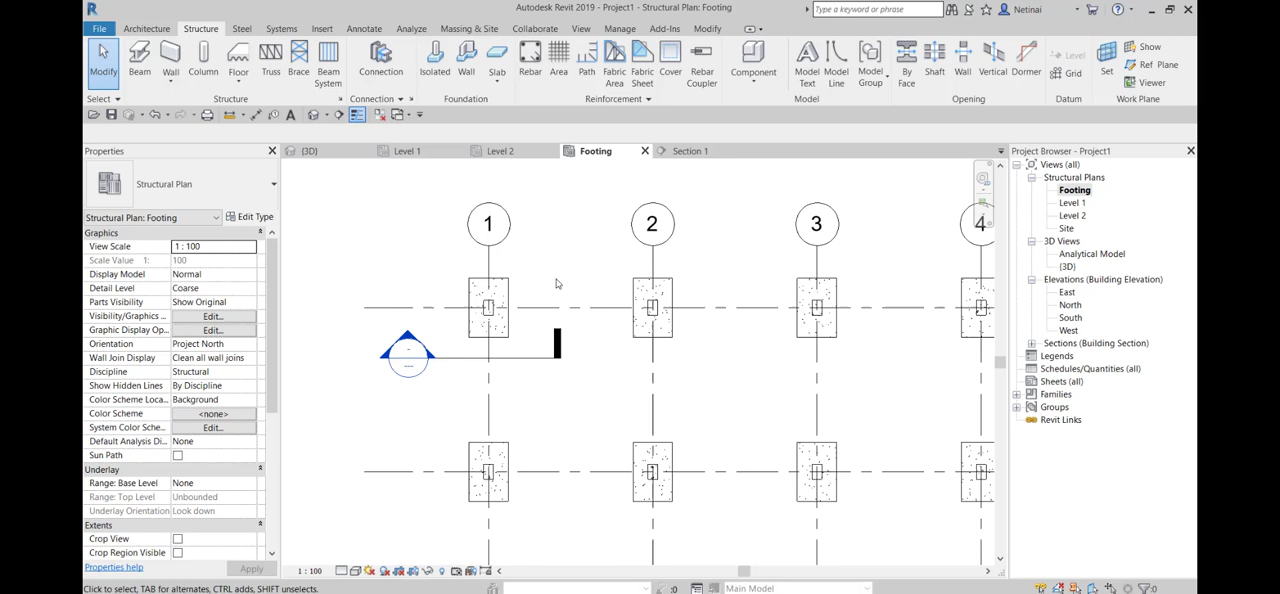 Autodesk Revit 2019 - Project1 - Structural Plan: Footing
Type a keyword or phrase
Netinai
File Architecture Structure Steel Systems Insert Annotate Analyze Massing & Site Collaborate View Manage Add-Ins Modify
Modify Beam Wall Column Floor Truss Brace Beam System Connection Isolated Wall Slab Rebar Area Path Fabric Area Fabric Sheet Cover Rebar Coupler Component Model Text Model Line Model Group By Face Shaft Wall Vertical Dormer Level Grid Set Show Ref Plane Viewer
Select Structure Connection Foundation Reinforcement Model Opening Datum Work Plane
Properties
{3D} Level 1 Level 2 Footing Section 1
Project Browser - Project1
Structural Plan
Structural Plan: Footing Edit Type
Graphics
View Scale 1 : 100
Scale Value 1: 100
Display Model Normal
Detail Level Coarse
Parts Visibility Show Original
Visibility/Graphics ... Edit...
Graphic Display Op... Edit...
Orientation Project North
Wall Join Display Clean all wall joins
Discipline Structural
Show Hidden Lines By Discipline
Color Scheme Loca... Background
Color Scheme <none>
System Color Sche... Edit...
Default Analysis Di... None
Sun Path
Underlay
Range: Base Level None
Range: Top Level Unbounded
Underlay Orientation Look down
Extents
Crop View
Crop Region Visible
Properties help Apply
1 2 3 4
Views (all)
Structural Plans
Footing
Level 1
Level 2
Site
3D Views
Analytical Model
{3D}
Elevations (Building Elevation)
East
North
South
West
Sections (Building Section)
Legends
Schedules/Quantities (all)
Sheets (all)
Families
Groups
Revit Links
1 : 100
Click to select, TAB for alternates, CTRL adds, SHIFT unselects.
:0
Main Model
:0